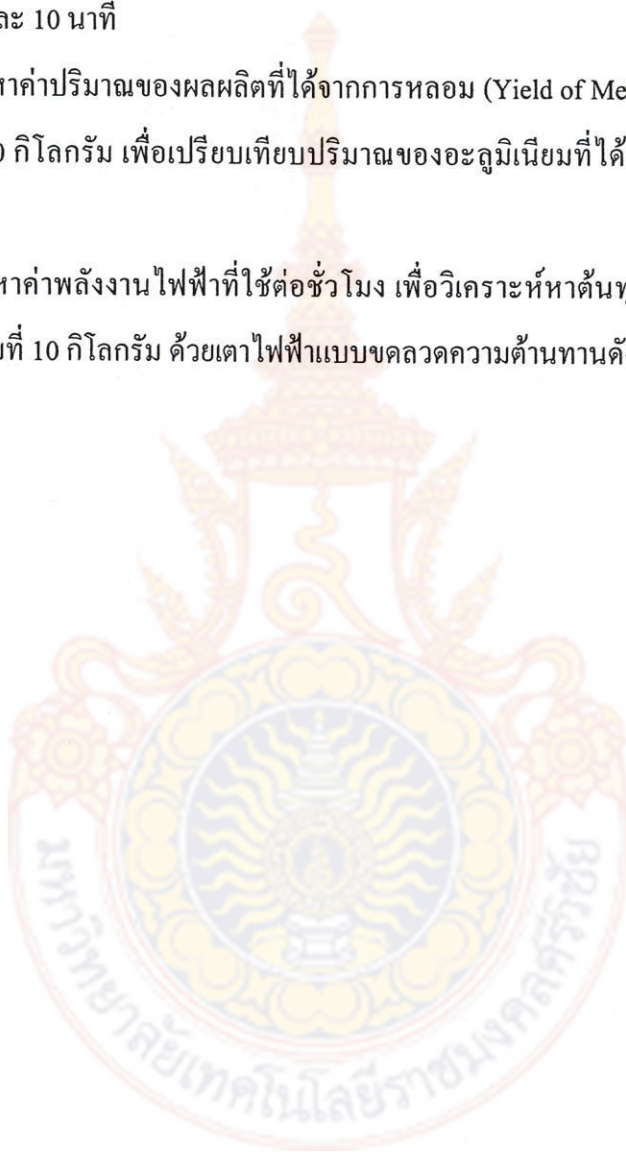 ละ 10 นาที
หาค่าปริมาณของผลผลิตที่ได้จากการหลอม (Yield of Me
0 กิโลกรัม เพื่อเปรียบเทียบปริมาณของอะลูมิเนียมที่ได้
หาค่าพลังงานไฟฟ้าที่ใช้ต่อชั่วโมง เพื่อวิเคราะห์หาต้นทุ
ที่ 10 กิโลกรัม ด้วยเตาไฟฟ้าแบบขดลวดความต้านทานดั
มหาวิทยาลัยเทคโนโลยีราชมงคลศรีวิชัย